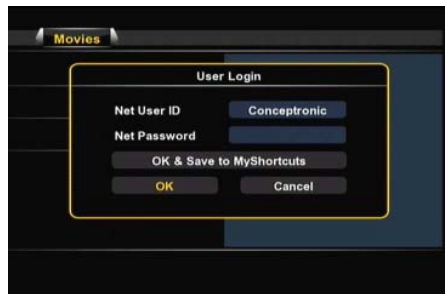 Movies
User Login
Net User ID Conceptronic
Net Password
OK & Save to MyShortcuts
OK Cancel